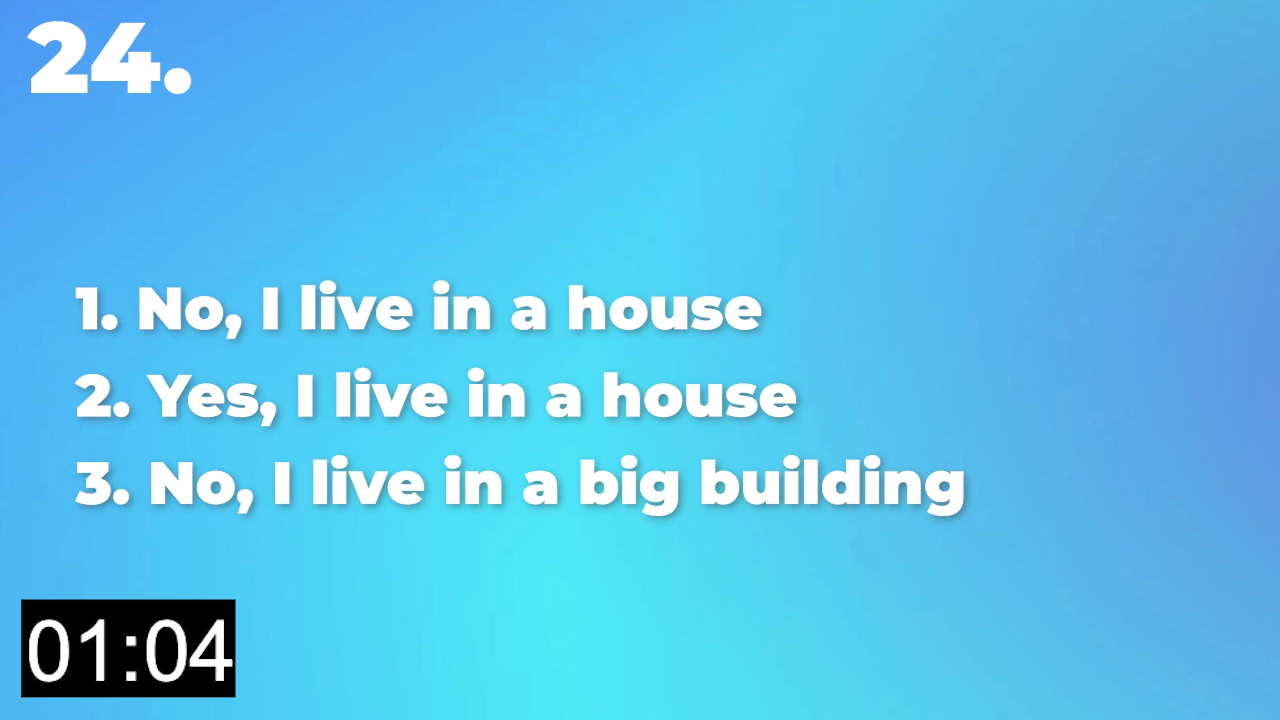 24.
1. No, I live in a house
2. Yes, I live in a house
3. No, I live in a big building
01:04